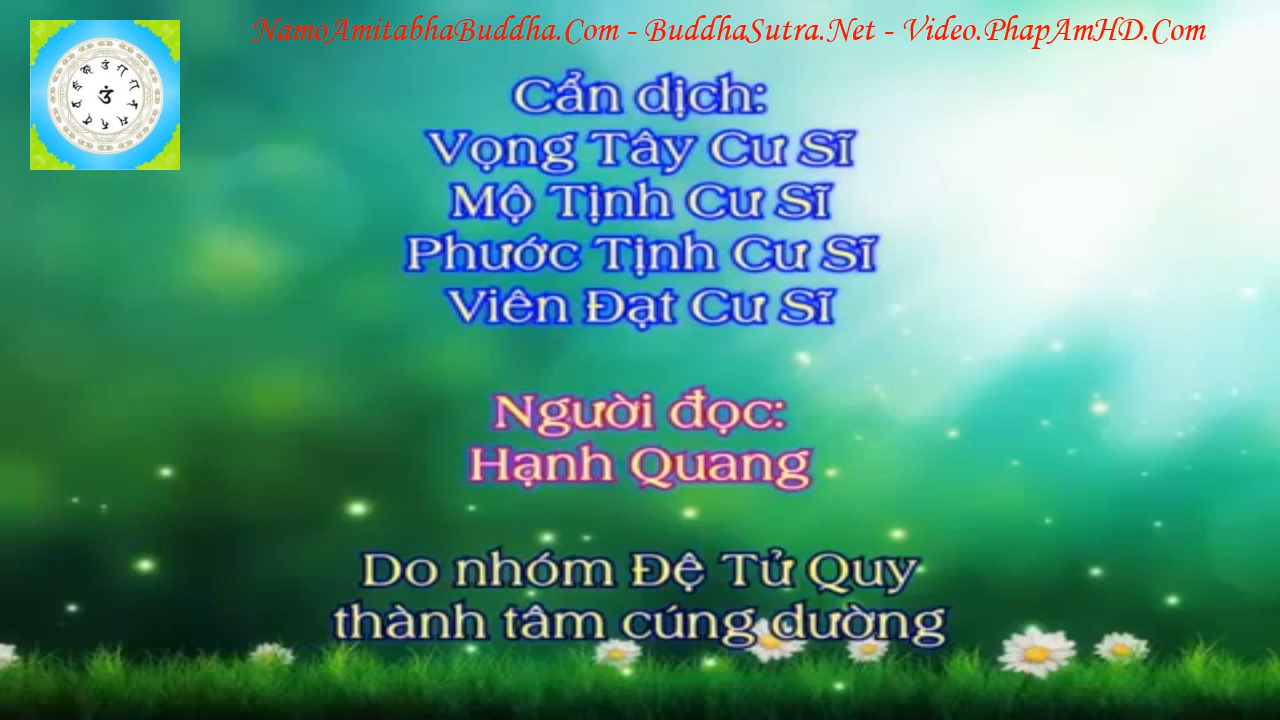 NamoAmitabhaBuddha.Com - BuddhaSutra.Net - Video.PhapAmHD.Com
Cẩn dịch:
Vọng Tây Cư Sĩ
Mộ Tịnh Cư Sĩ
Phước Tịnh Cư Sĩ
Viên Đạt Cư Sĩ
Người đọc:
Hạnh Quang
Do nhóm Đệ Tử Quy
thành tâm cúng dường